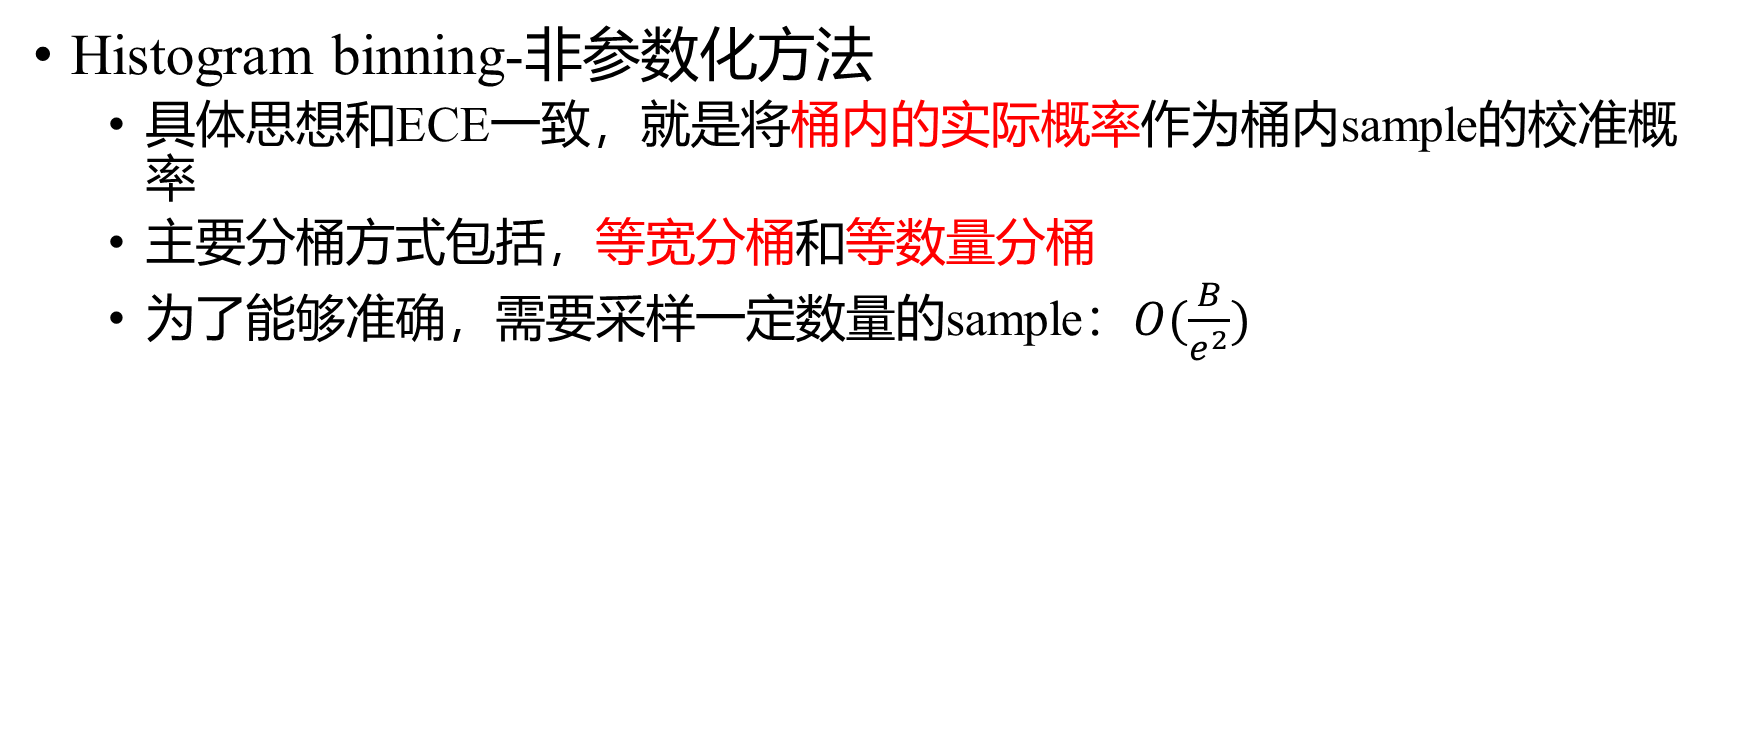 • Histogram binning-非参数化方法
• 具体思想和ECE一致，就是将桶内的实际概率作为桶内sample的校准概
率
• 主要分桶方式包括，等宽分桶和等数量分桶
• 为了能够准确，需要采样一定数量的sample：$O(\frac{B}{e^2})$